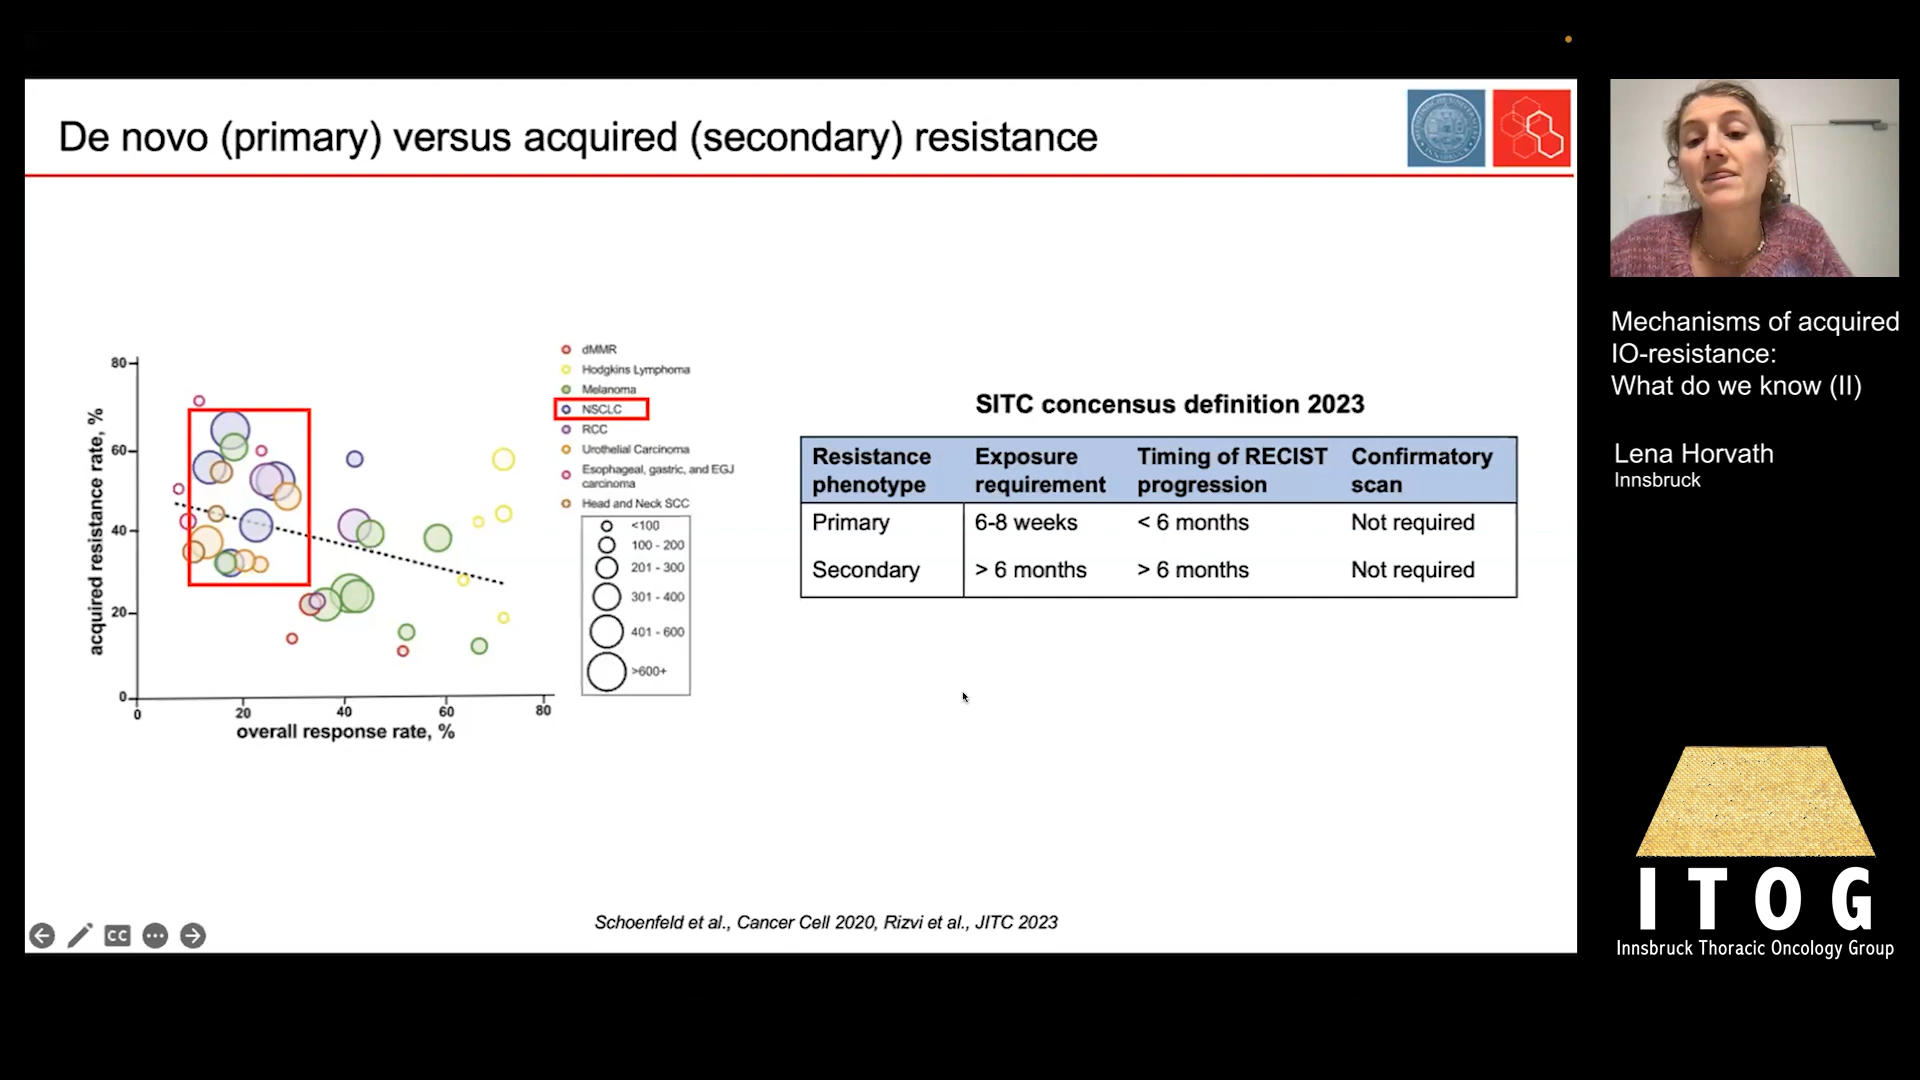 De novo (primary) versus acquired (secondary) resistance
acquired resistance rate, %
80
60
40
20
0
0
20
40
60
80
overall response rate, %
dMMR
Hodgkins Lymphoma
Melanoma
NSCLC
RCC
Urothelial Carcinoma
Esophageal, gastric, and EGJ
carcinoma
Head and Neck SCC
<100
100 - 200
201 - 300
301 - 400
401 - 600
>600+
SITC concensus definition 2023
Resistance phenotype
Exposure requirement
Timing of RECIST progression
Confirmatory scan
Primary 6-8 weeks < 6 months Not required
Secondary > 6 months > 6 months Not required
Schoenfeld et al., Cancer Cell 2020, Rizvi et al., JITC 2023
CC
Mechanisms of acquired
IO-resistance:
What do we know (II)
Lena Horvath
Innsbruck
ITOG
Innsbruck Thoracic Oncology Group